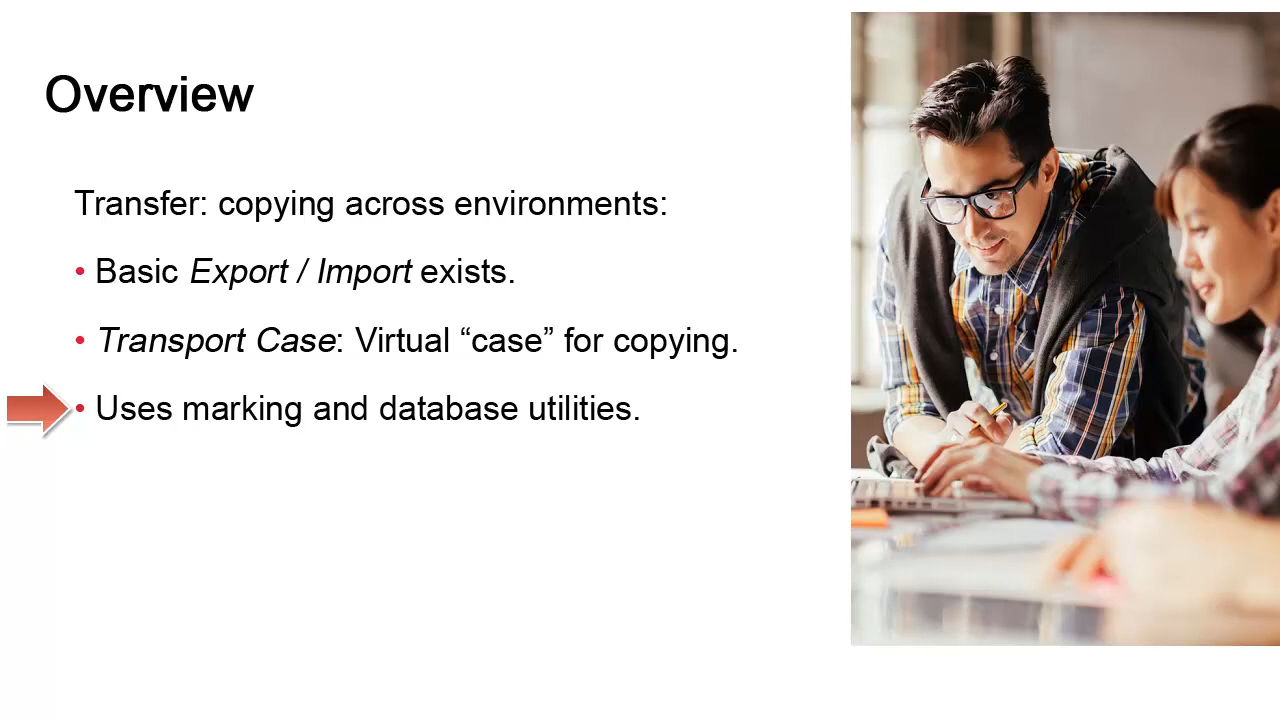 Overview
Transfer: copying across environments:
• Basic Export / Import exists.
• Transport Case: Virtual “case” for copying.
• Uses marking and database utilities.